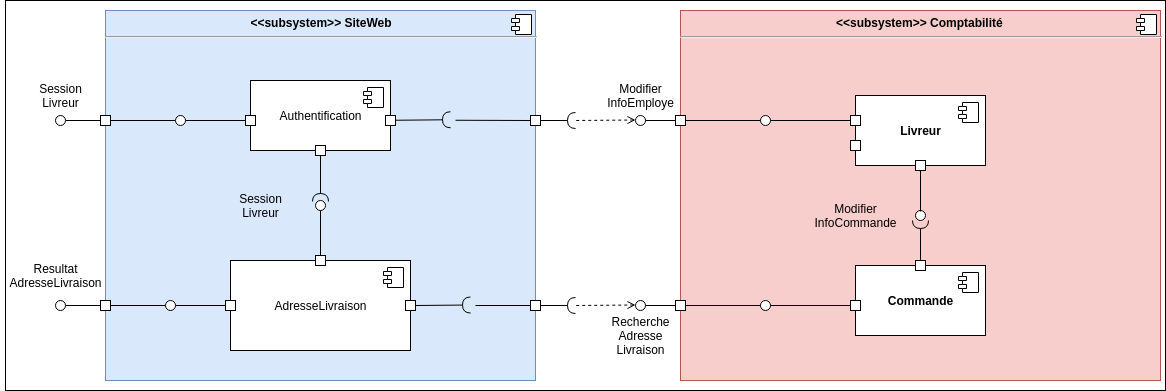 <<subsystem>> SiteWeb
<<subsystem>> Comptabilité
Session
Livreur
Authentification
Modifier
InfoEmploye
Livreur
Session
Livreur
Modifier
InfoCommande
Resultat
AdresseLivraison
AdresseLivraison
Recherche
Adresse
Livraison
Commande